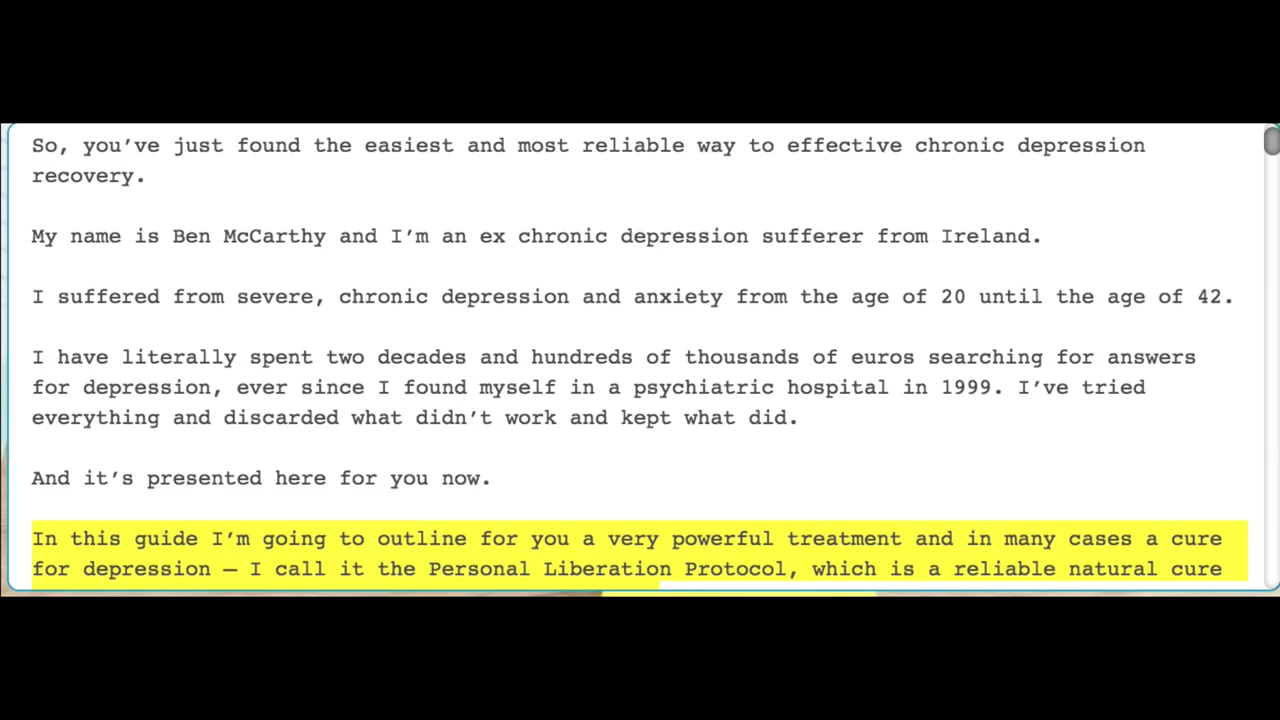 So, you’ve just found the easiest and most reliable way to effective chronic depression
recovery.
My name is Ben McCarthy and I’m an ex chronic depression sufferer from Ireland.
I suffered from severe, chronic depression and anxiety from the age of 20 until the age of 42.
I have literally spent two decades and hundreds of thousands of euros searching for answers
for depression, ever since I found myself in a psychiatric hospital in 1999. I’ve tried
everything and discarded what didn’t work and kept what did.
And it’s presented here for you now.
In this guide I’m going to outline for you a very powerful treatment and in many cases a cure
for depression — I call it the Personal Liberation Protocol, which is a reliable natural cure